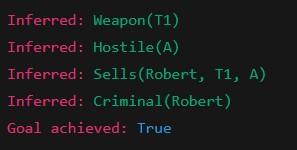 Inferred: Weapon(T1)
Inferred: Hostile(A)
Inferred: Sells(Robert, T1, A)
Inferred: Criminal(Robert)
Goal achieved: True